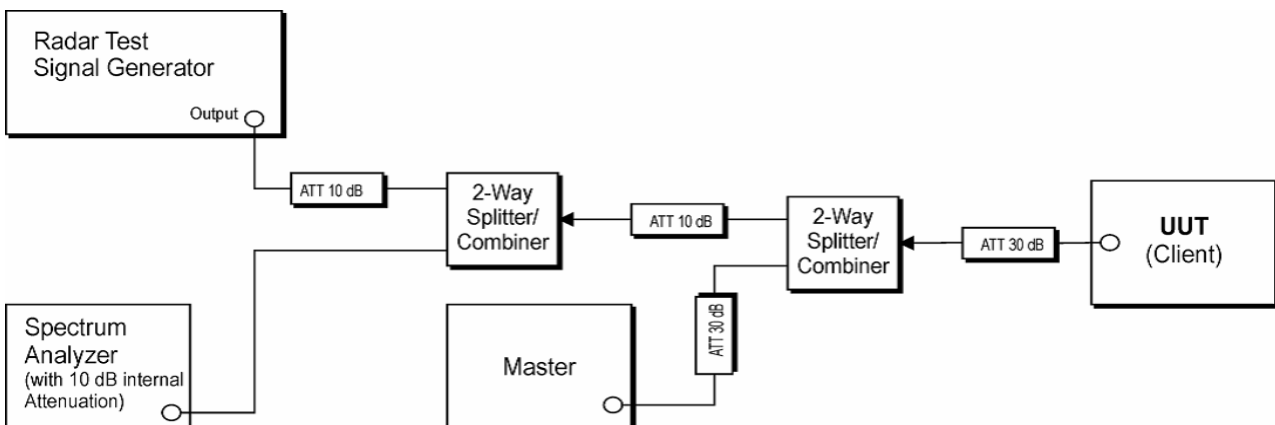 Radar Test
Signal Generator
Output
ATT 10 dB
2-Way
Splitter/
Combiner
ATT 10 dB
2-Way
Splitter/
Combiner
ATT 30 dB
UUT
(Client)
ATT 30 dB
Spectrum
Analyzer
(with 10 dB internal
Attenuation)
Master